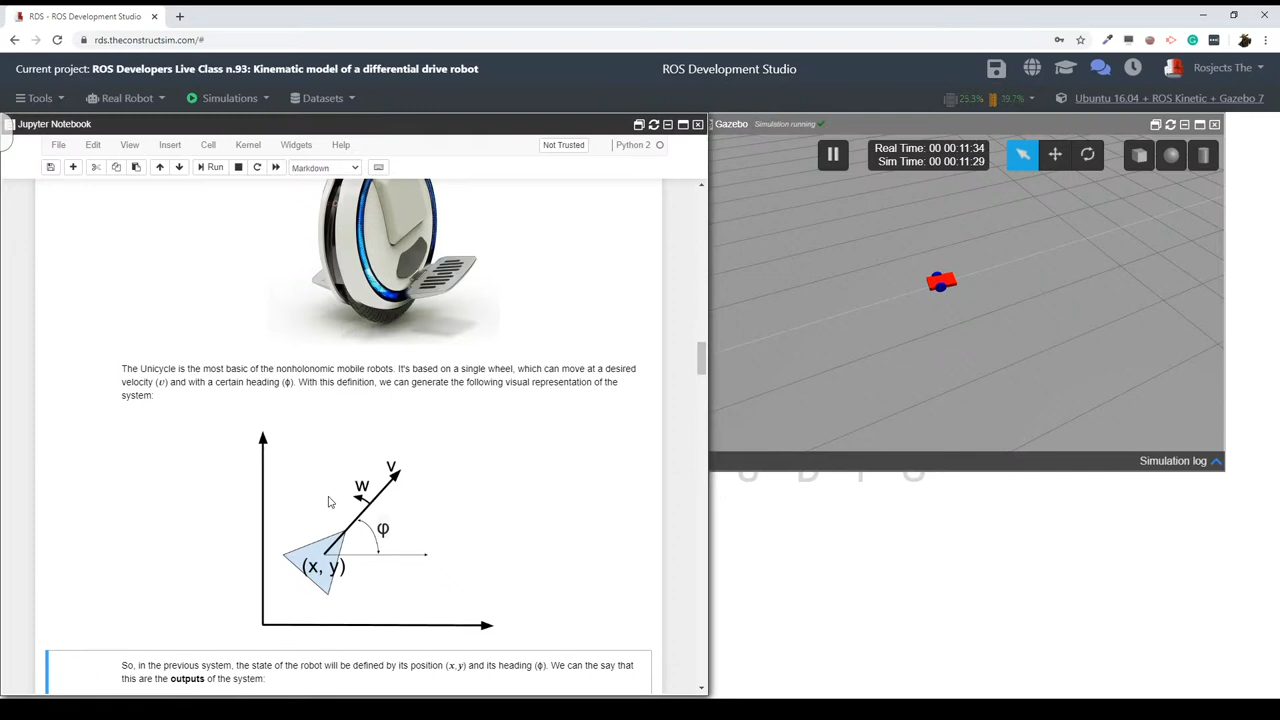 RDS - ROS Development Studio
rds.theconstructsim.com/#
Current project: ROS Developers Live Class n.93: Kinematic model of a differential drive robot
ROS Development Studio
Rosjects The
Tools
Real Robot
Simulations
Datasets
25.3%
19.7%
Ubuntu 16.04 + ROS Kinetic + Gazebo 7
Jupyter Notebook
File Edit View Insert Cell Kernel Widgets Help
Not Trusted
Python 2
Run
Markdown
The Unicycle is the most basic of the nonholonomic mobile robots. It's based on a single wheel, which can move at a desired
velocity (υ) and with a certain heading (ϕ). With this definition, we can generate the following visual representation of the
system:
v
w
φ
(x, y)
So, in the previous system, the state of the robot will be defined by its position (x, y) and its heading (ϕ). We can the say that
this are the outputs of the system:
Gazebo Simulation running
Real Time: 00 00:11:34
Sim Time: 00 00:11:29
Simulation log